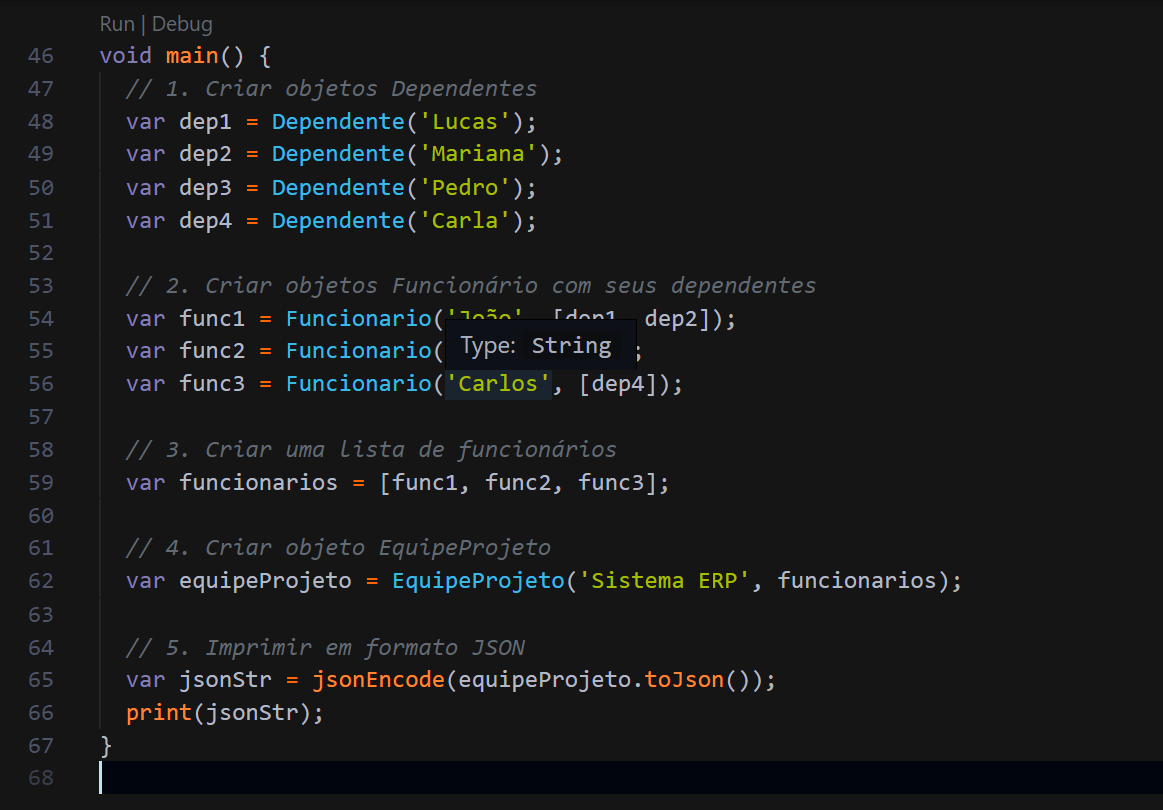 Run | Debug
46 void main() {
47 // 1. Criar objetos Dependentes
48 var dep1 = Dependente('Lucas');
49 var dep2 = Dependente('Mariana');
50 var dep3 = Dependente('Pedro');
51 var dep4 = Dependente('Carla');
52
53 // 2. Criar objetos Funcionário com seus dependentes
54 var func1 = Funcionario('João', [dep1, dep2]);
Type: String
55 var func2 = Funcionario( ;
56 var func3 = Funcionario('Carlos', [dep4]);
57
58 // 3. Criar uma lista de funcionários
59 var funcionarios = [func1, func2, func3];
60
61 // 4. Criar objeto EquipeProjeto
62 var equipeProjeto = EquipeProjeto('Sistema ERP', funcionarios);
63
64 // 5. Imprimir em formato JSON
65 var jsonStr = jsonEncode(equipeProjeto.toJson());
66 print(jsonStr);
67 }
68